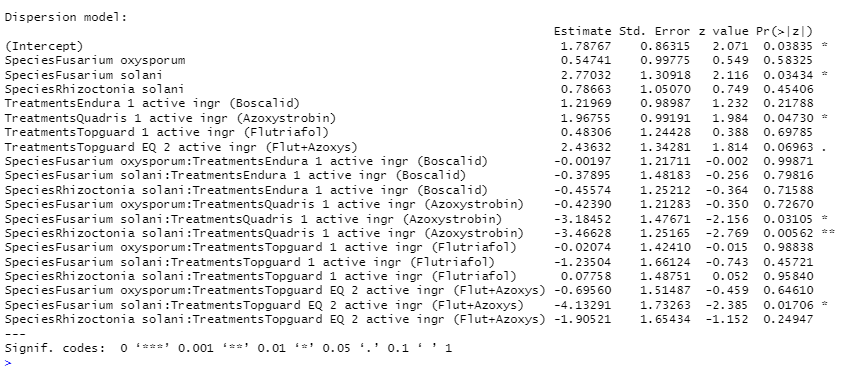 Dispersion model:
Estimate Std. Error z value Pr(>|z|)
(Intercept) 1.78767 0.86315 2.071 0.03835 *
SpeciesFusarium oxysporum 0.54741 0.99775 0.549 0.58325
SpeciesFusarium solani 2.77032 1.30918 2.116 0.03434 *
SpeciesRhizoctonia solani 0.78663 1.05070 0.749 0.45406
TreatmentsEndura 1 active ingr (Boscalid) 1.21969 0.98987 1.232 0.21788
TreatmentsQuadris 1 active ingr (Azoxystrobin) 1.96755 0.99191 1.984 0.04730 *
TreatmentsTopguard 1 active ingr (Flutriafol) 0.48306 1.24428 0.388 0.69785
TreatmentsTopguard EQ 2 active ingr (Flut+Azoxys) 2.43632 1.34281 1.814 0.06963 .
SpeciesFusarium oxysporum:TreatmentsEndura 1 active ingr (Boscalid) -0.00197 1.21711 -0.002 0.99871
SpeciesFusarium solani:TreatmentsEndura 1 active ingr (Boscalid) -0.37895 1.48183 -0.256 0.79816
SpeciesRhizoctonia solani:TreatmentsEndura 1 active ingr (Boscalid) -0.45574 1.25212 -0.364 0.71588
SpeciesFusarium oxysporum:TreatmentsQuadris 1 active ingr (Azoxystrobin) -0.42390 1.21283 -0.350 0.72670
SpeciesFusarium solani:TreatmentsQuadris 1 active ingr (Azoxystrobin) -3.18452 1.47671 -2.156 0.03105 *
SpeciesRhizoctonia solani:TreatmentsQuadris 1 active ingr (Azoxystrobin) -3.46628 1.25165 -2.769 0.00562 **
SpeciesFusarium oxysporum:TreatmentsTopguard 1 active ingr (Flutriafol) -0.02074 1.42410 -0.015 0.98838
SpeciesFusarium solani:TreatmentsTopguard 1 active ingr (Flutriafol) -1.23504 1.66124 -0.743 0.45721
SpeciesRhizoctonia solani:TreatmentsTopguard 1 active ingr (Flutriafol) 0.07758 1.48751 0.052 0.95840
SpeciesFusarium oxysporum:TreatmentsTopguard EQ 2 active ingr (Flut+Azoxys) -0.69560 1.51487 -0.459 0.64610
SpeciesFusarium solani:TreatmentsTopguard EQ 2 active ingr (Flut+Azoxys) -4.13291 1.73263 -2.385 0.01706 *
SpeciesRhizoctonia solani:TreatmentsTopguard EQ 2 active ingr (Flut+Azoxys) -1.90521 1.65434 -1.152 0.24947
---
Signif. codes: 0 ‘***’ 0.001 ‘**’ 0.01 ‘*’ 0.05 ‘.’ 0.1 ‘ ’ 1
>